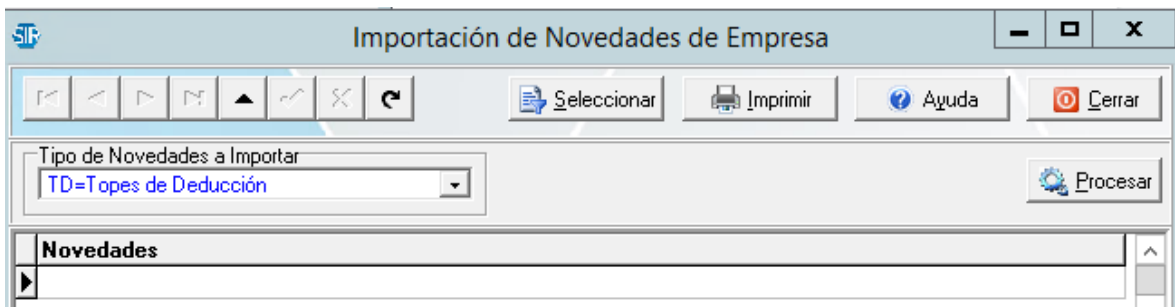 SIR
Importación de Novedades de Empresa
Seleccionar Imprimir Ayuda Cerrar
Tipo de Novedades a Importar
TD=Topes de Deducción
Procesar
Novedades